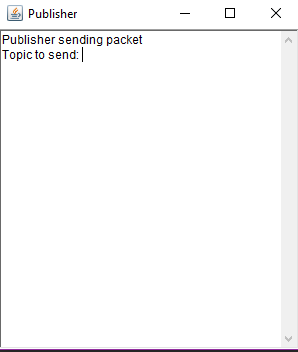 Publisher
Publisher sending packet
Topic to send: